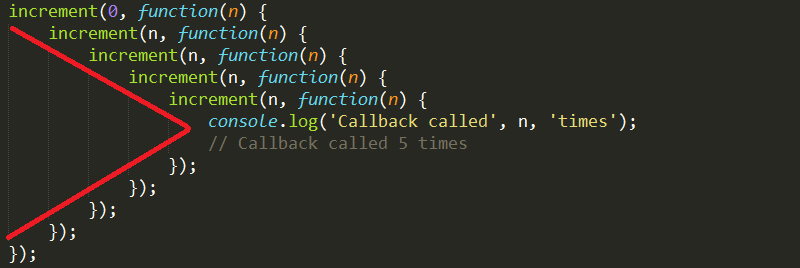 increment(0, function(n) {
    increment(n, function(n) {
        increment(n, function(n) {
            increment(n, function(n) {
                increment(n, function(n) {
                    console.log('Callback called', n, 'times');
                    // Callback called 5 times
                });
            });
        });
    });
});